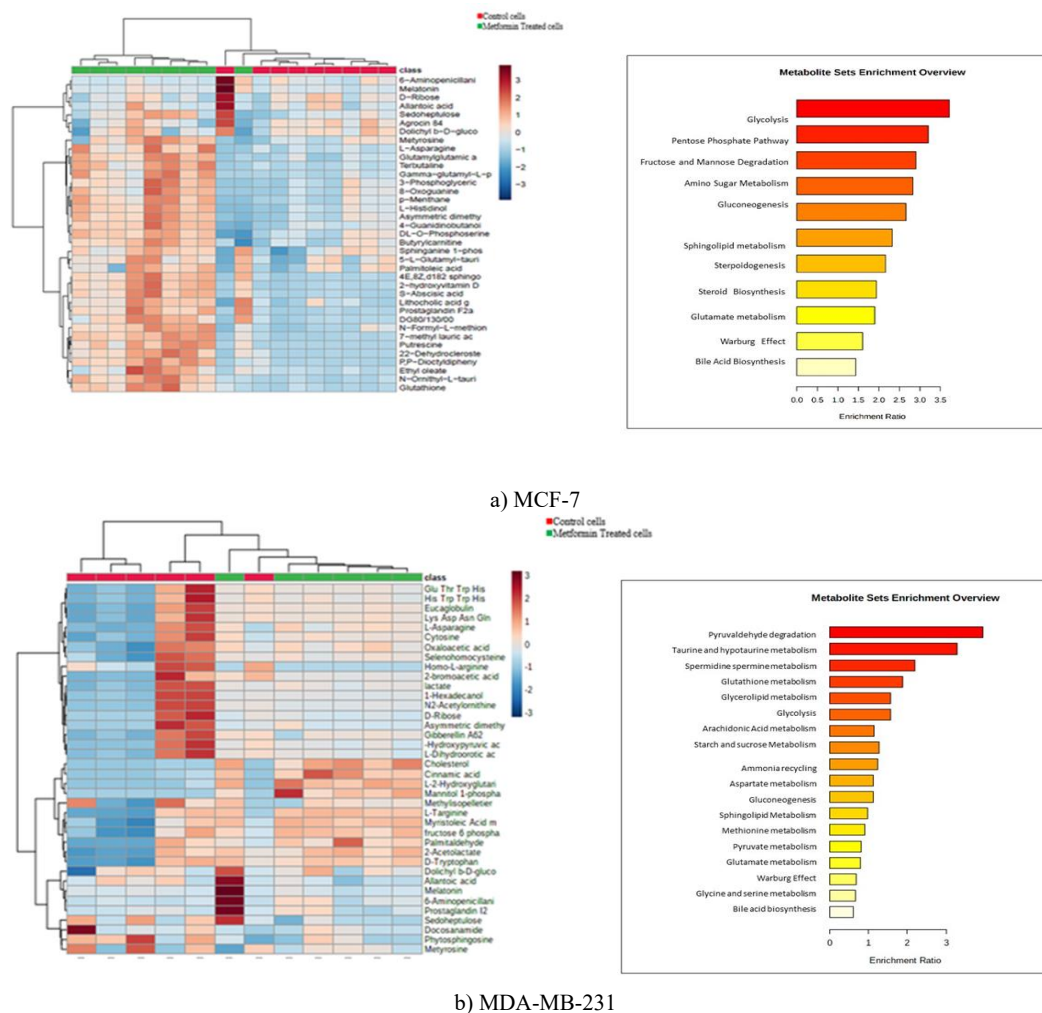 Control cells
Metformin Treated cells
class
6-Aminopenicillani
Melatonin
D-Ribose
Allantoic acid
Sedoheptulose
Agrocin 84
Dolichyl b-D-gluco
Metyrosine
L-Asparagine
Glutamylglutamic a
Terbutaline
Gamma-glutamyl-L-p
3-Phosphoglyceric
8-Oxoguanine
p-Menthane
L-Histidinol
Asymmetric dimethy
4-Guanidinobutanoi
DL-O-Phosphoserine
Butyrylcarnitine
Sphinganine 1-phos
5-L-Glutamyl-tauri
Palmitoleic acid
4E,8Z,d182 sphingo
2-hydroxyvitamin D
S-Abscisic acid
Lithocholic acid g
Prostaglandin F2a
DG80/130/00
N-Formyl-L-methion
7-methyl lauric ac
Putrescine
22-Dehydrocleroste
P,P-Dioctyldipheny
Ethyl oleate
N-Ornithyl-L-tauri
Glutathione
3
2
1
0
-1
-2
-3
Metabolite Sets Enrichment Overview
Glycolysis
Pentose Phosphate Pathway
Fructose and Mannose Degradation
Amino Sugar Metabolism
Gluconeogenesis
Sphingolipid metabolism
Sterpoidogenesis
Steroid Biosynthesis
Glutamate metabolism
Warburg Effect
Bile Acid Biosynthesis
0.0 0.5 1.0 1.5 2.0 2.5 3.0 3.5
Enrichment Ratio
a) MCF-7
Control cells
Metformin Treated cells
class
Glu Thr Trp His
His Trp Trp His
Eucaglobulin
Lys Asp Asn Gln
L-Asparagine
Cytosine
Oxaloacetic acid
Selenohomocysteine
Homo-L-arginine
2-bromoacetic acid
lactate
1-Hexadecanol
N2-Acetylornithine
D-Ribose
Asymmetric dimethy
Gibberellin A62
-Hydroxypyruvic ac
L-Dihydroorotic ac
Cholesterol
Cinnamic acid
L-2-Hydroxyglutari
Mannitol 1-phospha
Methylisopelletier
L-Targinine
Myristoleic Acid m
fructose 6 phospha
Palmitaldehyde
2-Acetolactate
D-Tryptophan
Dolichyl b-D-gluco
Allantoic acid
Melatonin
6-Aminopenicillani
Prostaglandin I2
Sedoheptulose
Docosanamide
Phytosphingosine
Metyrosine
3
2
1
0
-1
-2
-3
Metabolite Sets Enrichment Overview
Pyruvaldehyde degradation
Taurine and hypotaurine metabolism
Spermidine spermine metabolism
Glutathione metabolism
Glycerolipid metabolism
Glycolysis
Arachidonic Acid metabolism
Starch and sucrose Metabolism
Ammonia recycling
Aspartate metabolism
Gluconeogenesis
Sphingolipid Metabolism
Methionine metabolism
Pyruvate metabolism
Glutamate metabolism
Warburg Effect
Glycine and serine metabolism
Bile acid biosynthesis
0 1 2 3
Enrichment Ratio
b) MDA-MB-231